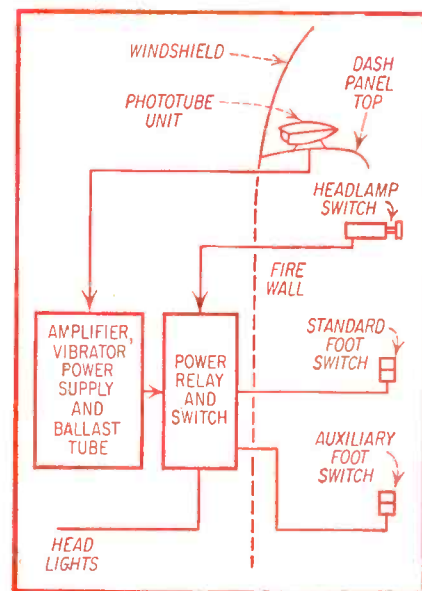 WINDSHIELD
PHOTOTUBE
UNIT
DASH
PANEL
TOP
HEADLAMP
SWITCH
FIRE
WALL
AMPLIFIER,
VIBRATOR
POWER
SUPPLY
AND
BALLAST
TUBE
POWER
RELAY
AND
SWITCH
STANDARD
FOOT
SWITCH
AUXILIARY
FOOT
SWITCH
HEAD
LIGHTS